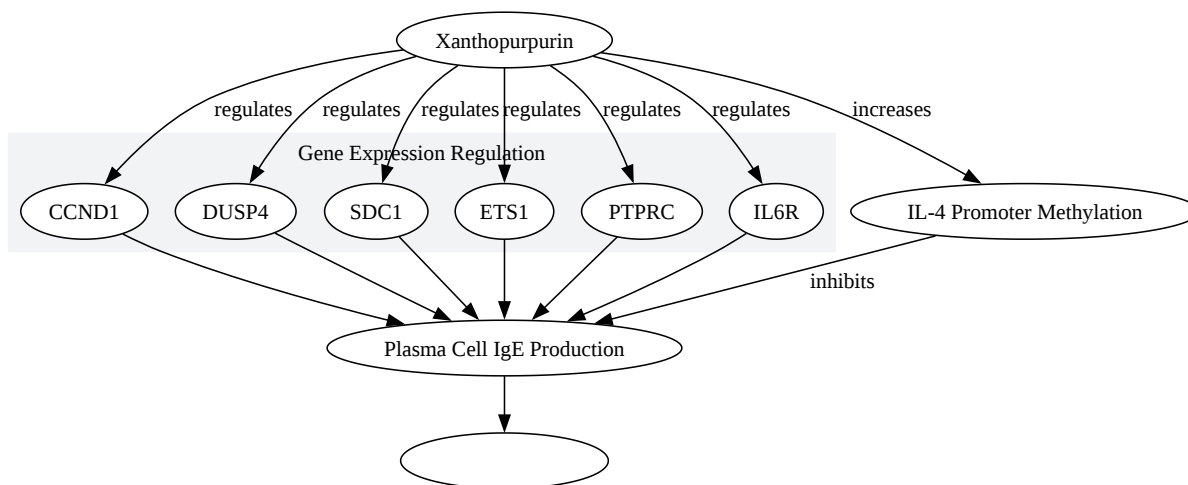 Xanthopurpurin
regulates regulates regulates regulates regulates regulates increases
Gene Expression Regulation
CCND1 DUSP4 SDC1 ETS1 PTPRC IL6R IL-4 Promoter Methylation
inhibits
Plasma Cell IgE Production